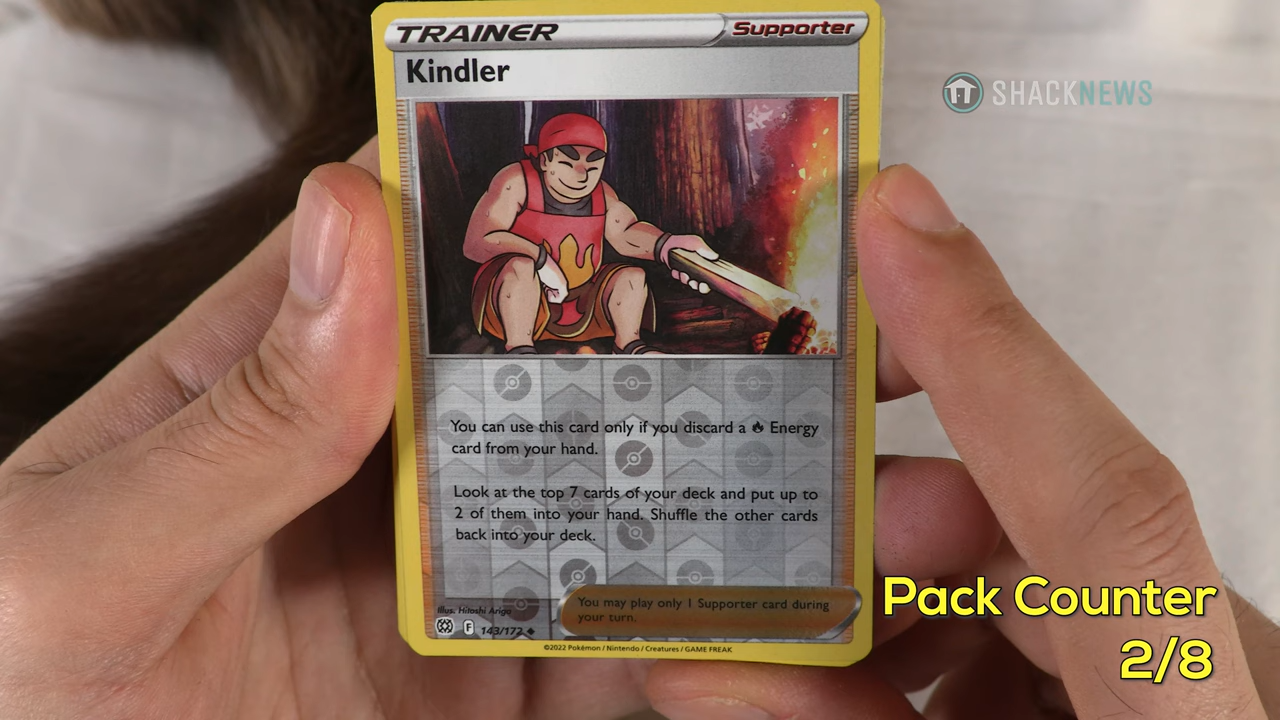 TRAINER
Supporter
Kindler
SHACKNEWS
You can use this card only if you discard a Energy
card from your hand.
Look at the top 7 cards of your deck and put up to
2 of them into your hand. Shuffle the other cards
back into your deck.
Illus. Hitoshi Ariga
You may play only 1 Supporter card during
your turn.
F 143/172
©2022 Pokémon / Nintendo / Creatures / GAME FREAK
Pack Counter
2/8